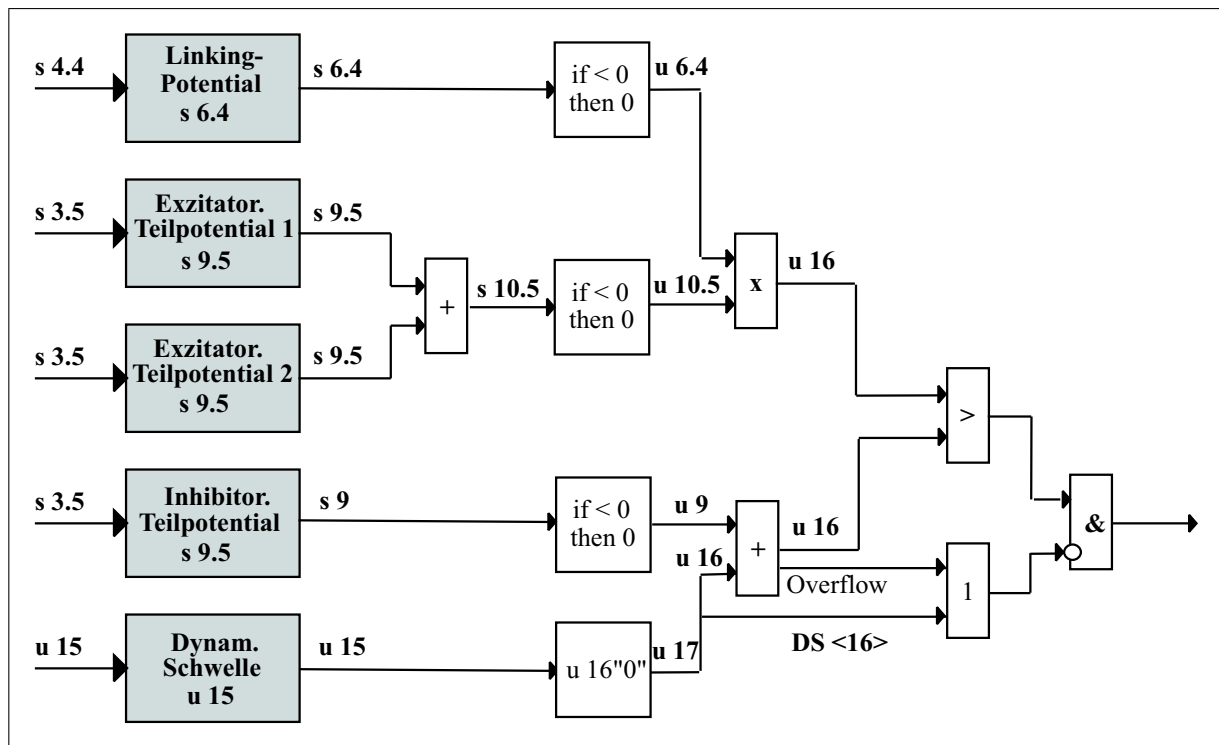 s 4.4
Linking-
Potential
s 6.4
s 6.4
if < 0
then 0
u 6.4
s 3.5
Exzitator.
Teilpotential 1
s 9.5
s 9.5
+
s 10.5
if < 0
then 0
u 10.5
x
u 16
s 3.5
Exzitator.
Teilpotential 2
s 9.5
s 9.5
>
s 3.5
Inhibitor.
Teilpotential
s 9.5
s 9
if < 0
then 0
u 9
u 16
+
u 16
Overflow
1
&
u 15
Dynam.
Schwelle
u 15
u 15
u 16"0"
u 17
DS <16>